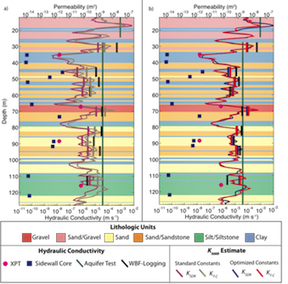 a)
Permeability (m²)
b)
Permeability (m²)
20
30
40
50
60
70
80
90
100
110
120
Depth (m)
Hydraulic Conductivity (m s⁻¹)
Hydraulic Conductivity (m s⁻¹)
Lithologic Units
Gravel
Sand/Gravel
Sand
Sand/Sandstone
Silt/Siltstone
Clay
Hydraulic Conductivity
XPT
Sidewall Core
Aquifer Test
WBF-Logging
Estimate
Standard Constants
Optimized Constants